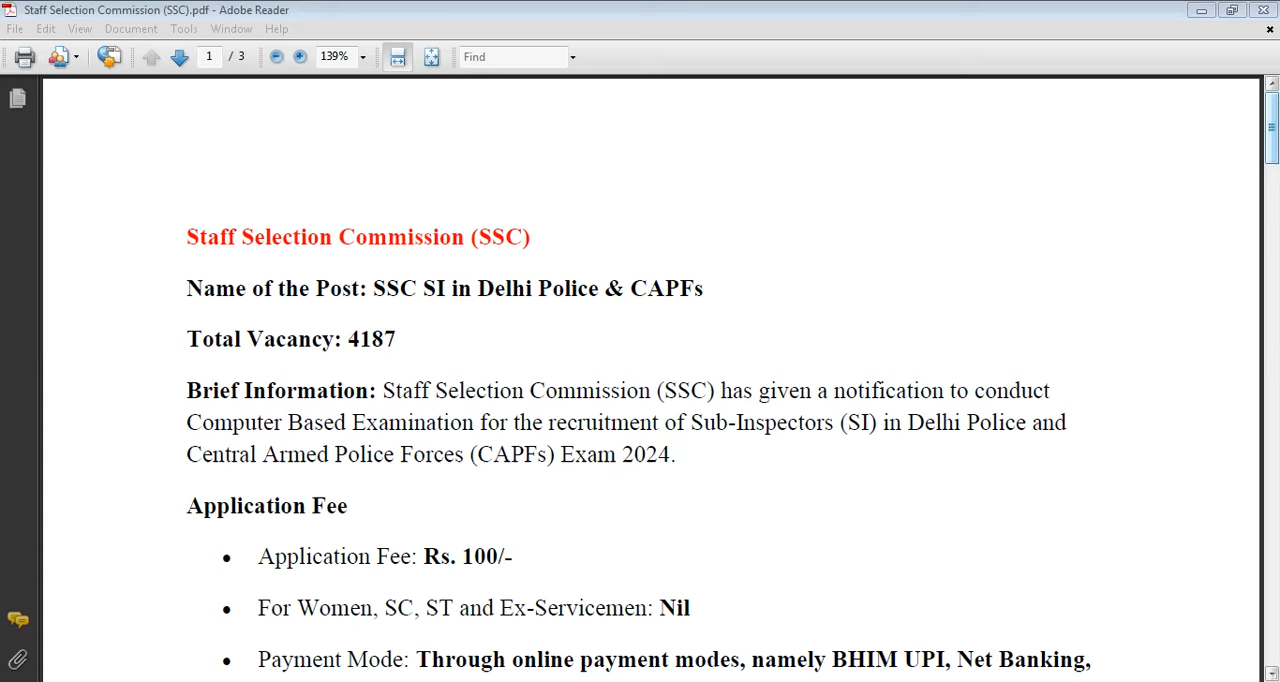 Staff Selection Commission (SSC).pdf - Adobe Reader
File Edit View Document Tools Window Help
1 / 3 139% Find
Staff Selection Commission (SSC)
Name of the Post: SSC SI in Delhi Police & CAPFs
Total Vacancy: 4187
Brief Information: Staff Selection Commission (SSC) has given a notification to conduct
Computer Based Examination for the recruitment of Sub-Inspectors (SI) in Delhi Police and
Central Armed Police Forces (CAPFs) Exam 2024.
Application Fee
• Application Fee: Rs. 100/-
• For Women, SC, ST and Ex-Servicemen: Nil
• Payment Mode: Through online payment modes, namely BHIM UPI, Net Banking,